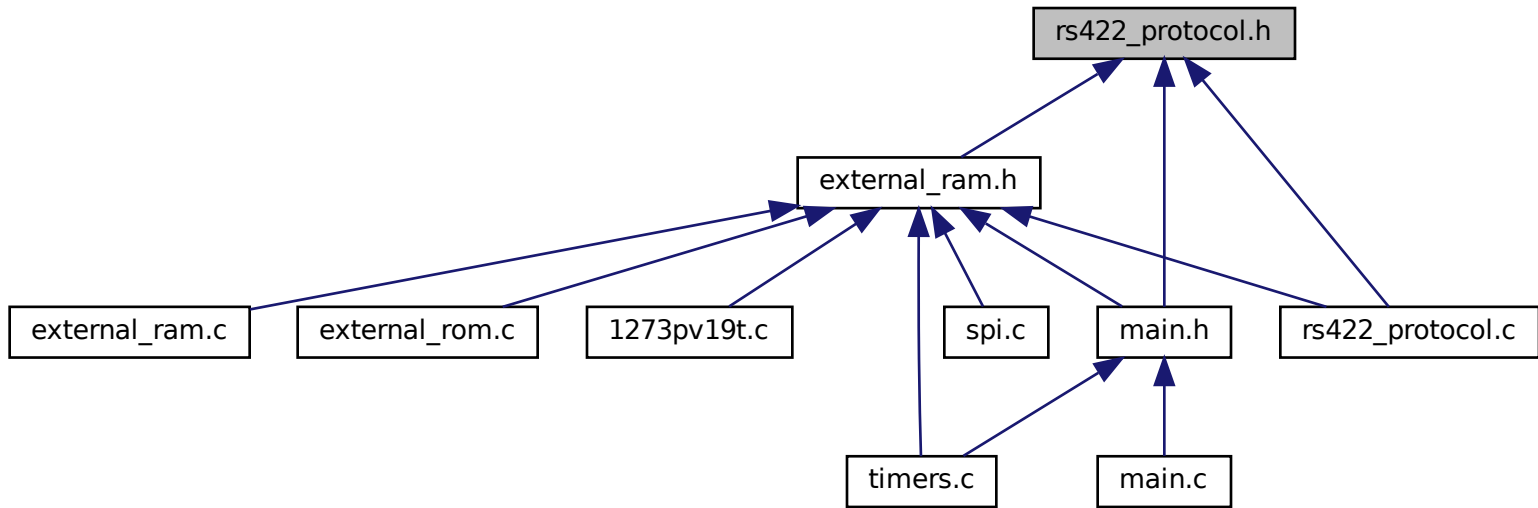 rs422_protocol.h
external_ram.h
external_ram.c
external_rom.c
1273pv19t.c
spi.c
main.h
rs422_protocol.c
timers.c
main.c